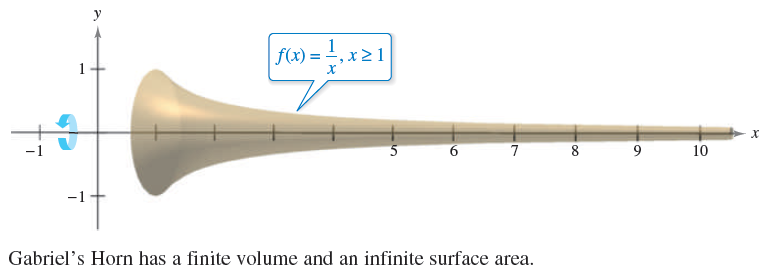 y
1
f(x) = 1/x, x ≥ 1
x
−1
5
6
7
8
9
10
−1
Gabriel's Horn has a finite volume and an infinite surface area.